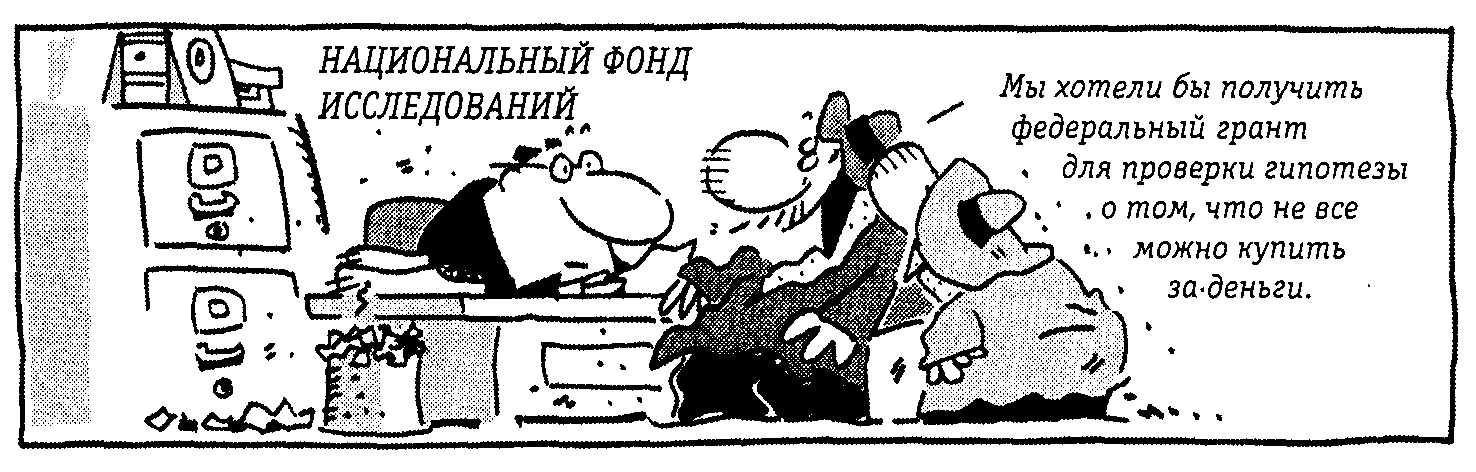 НАЦИОНАЛЬНЫЙ ФОНД
ИССЛЕДОВАНИЙ
Мы хотели бы получить
федеральный грант
для проверки гипотезы
о том, что не все
можно купить
за деньги.